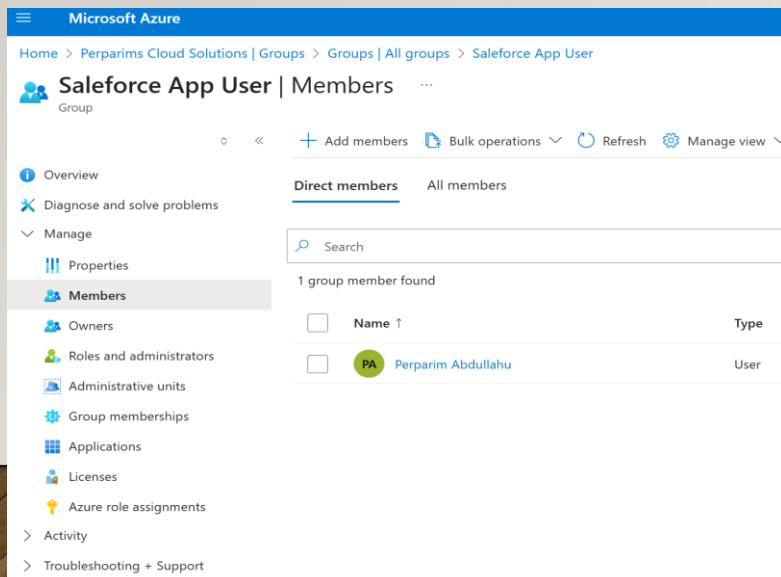 Microsoft Azure
Home > Perparims Cloud Solutions | Groups > Groups | All groups > Saleforce App User
Saleforce App User | Members ...
Group
Add members Bulk operations Refresh Manage view
Overview
Diagnose and solve problems
Manage
Properties
Members
Owners
Roles and administrators
Administrative units
Group memberships
Applications
Licenses
Azure role assignments
Activity
Troubleshooting + Support
Direct members All members
Search
1 group member found
Name ↑ Type
PA Perparim Abdullahu User